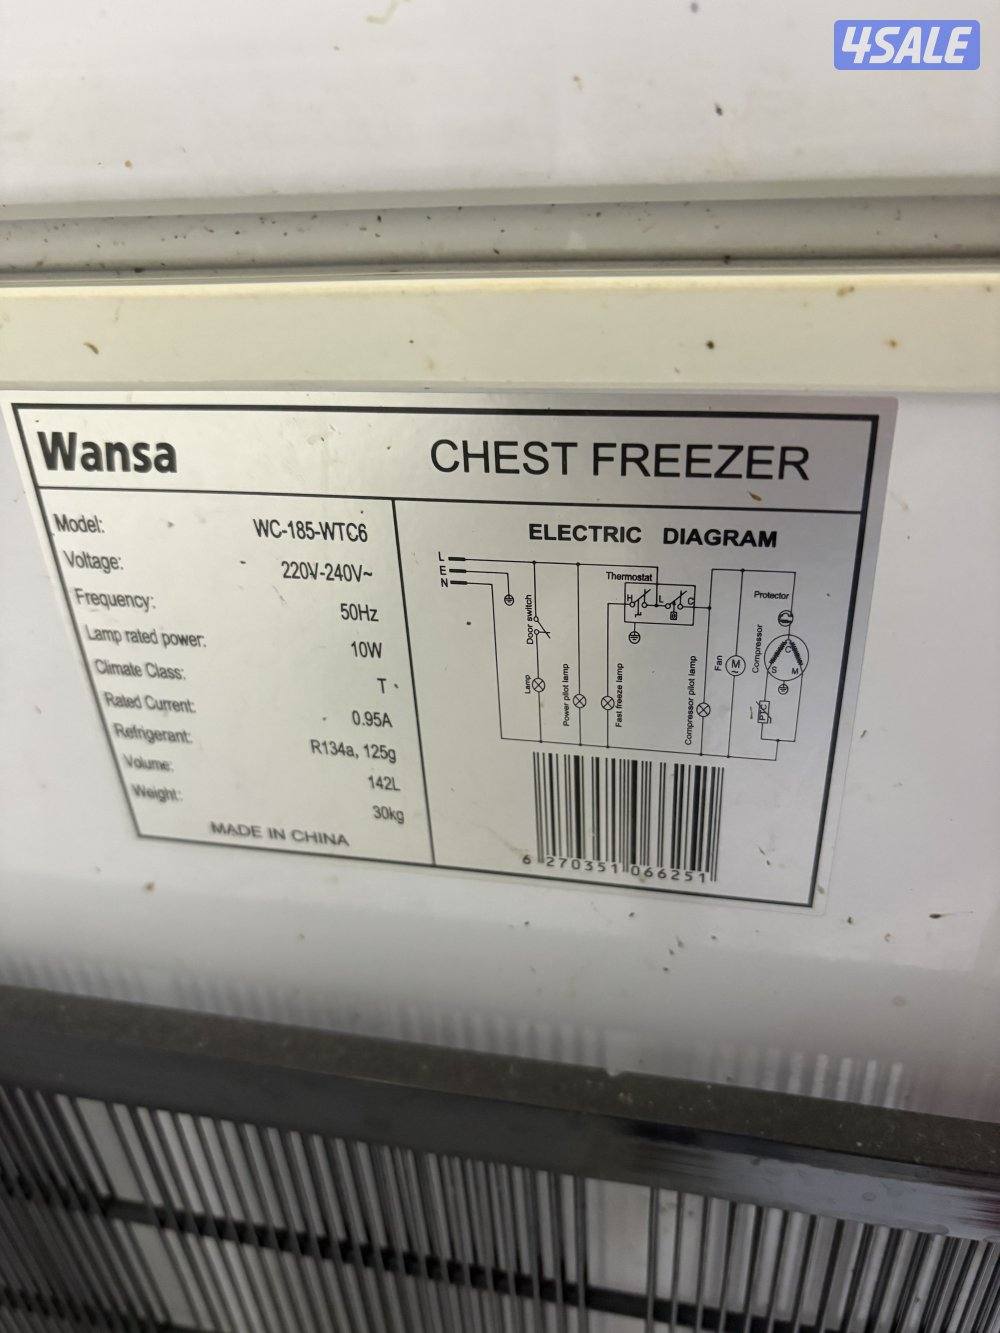 4SALE
Wansa
CHEST FREEZER
Model: WC-185-WTC6
Voltage: 220V-240V~
Frequency: 50Hz
Lamp rated power: 10W
Climate Class: T
Rated Current: 0.95A
Refrigerant: R134a, 125g
Volume: 142L
Weight: 30kg
MADE IN CHINA
ELECTRIC DIAGRAM
L
E
N
Door switch
Lamp
Power pilot lamp
Thermostat
H L C
Fast freeze lamp
Compressor pilot lamp
Fan
M
Protector
Compressor
C
S M
PTC
6 270351 066251